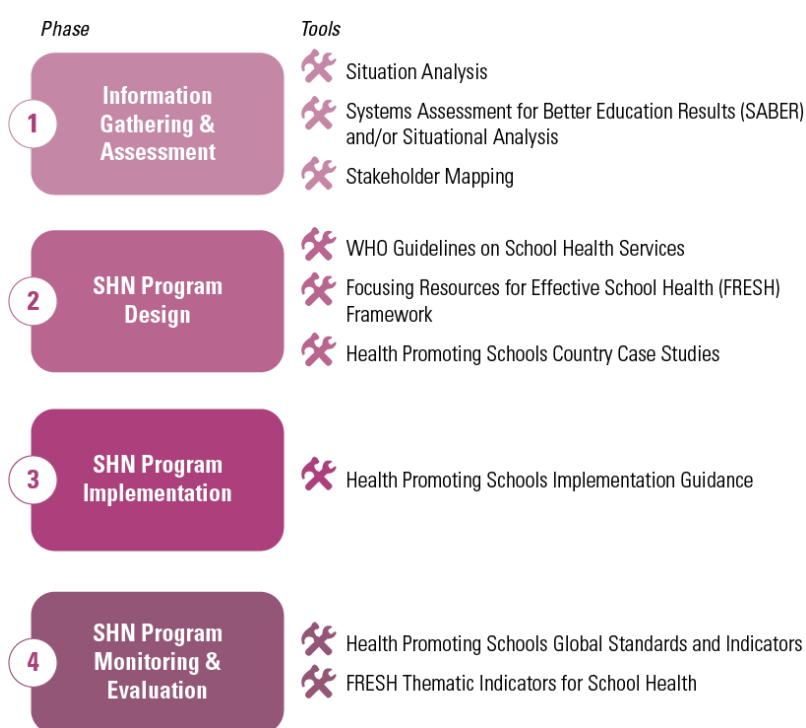 Phase
Tools
1
Information
Gathering &
Assessment
Situation Analysis
Systems Assessment for Better Education Results (SABER)
and/or Situational Analysis
Stakeholder Mapping
2
SHN Program
Design
WHO Guidelines on School Health Services
Focusing Resources for Effective School Health (FRESH)
Framework
Health Promoting Schools Country Case Studies
3
SHN Program
Implementation
Health Promoting Schools Implementation Guidance
4
SHN Program
Monitoring &
Evaluation
Health Promoting Schools Global Standards and Indicators
FRESH Thematic Indicators for School Health